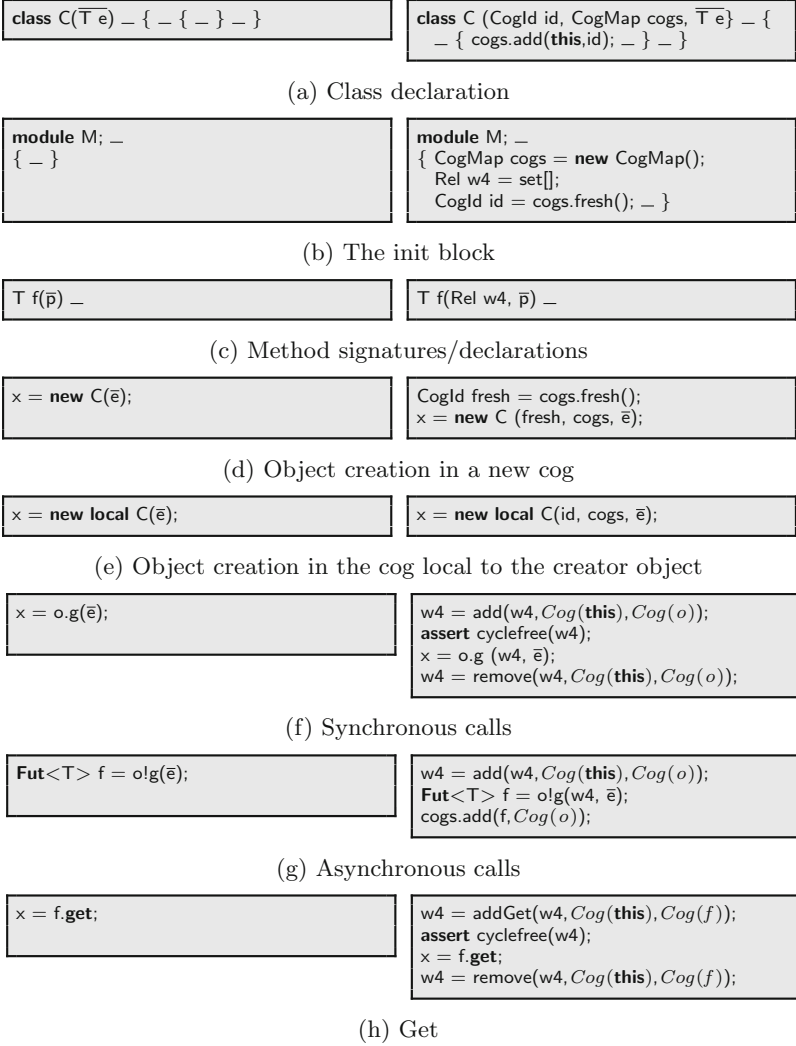 class C(T e) _ { _ { _ } _ }
class C (CogId id, CogMap cogs, T e} _ {
_ { cogs.add(this,id); _ } _ }
(a) Class declaration
module M; _
{ _ }
module M; _
{ CogMap cogs = new CogMap();
Rel w4 = set[];
CogId id = cogs.fresh(); _ }
(b) The init block
T f(p̅) _
T f(Rel w4, p̅) _
(c) Method signatures/declarations
x = new C(e̅);
CogId fresh = cogs.fresh();
x = new C (fresh, cogs, e̅);
(d) Object creation in a new cog
x = new local C(e̅);
x = new local C(id, cogs, e̅);
(e) Object creation in the cog local to the creator object
x = o.g(e̅);
w4 = add(w4, Cog(this), Cog(o));
assert cyclefree(w4);
x = o.g (w4, e̅);
w4 = remove(w4, Cog(this), Cog(o));
(f) Synchronous calls
Fut<T> f = o!g(e̅);
w4 = add(w4, Cog(this), Cog(o));
Fut<T> f = o!g(w4, e̅);
cogs.add(f, Cog(o));
(g) Asynchronous calls
x = f.get;
w4 = addGet(w4, Cog(this), Cog(f));
assert cyclefree(w4);
x = f.get;
w4 = remove(w4, Cog(this), Cog(f));
(h) Get